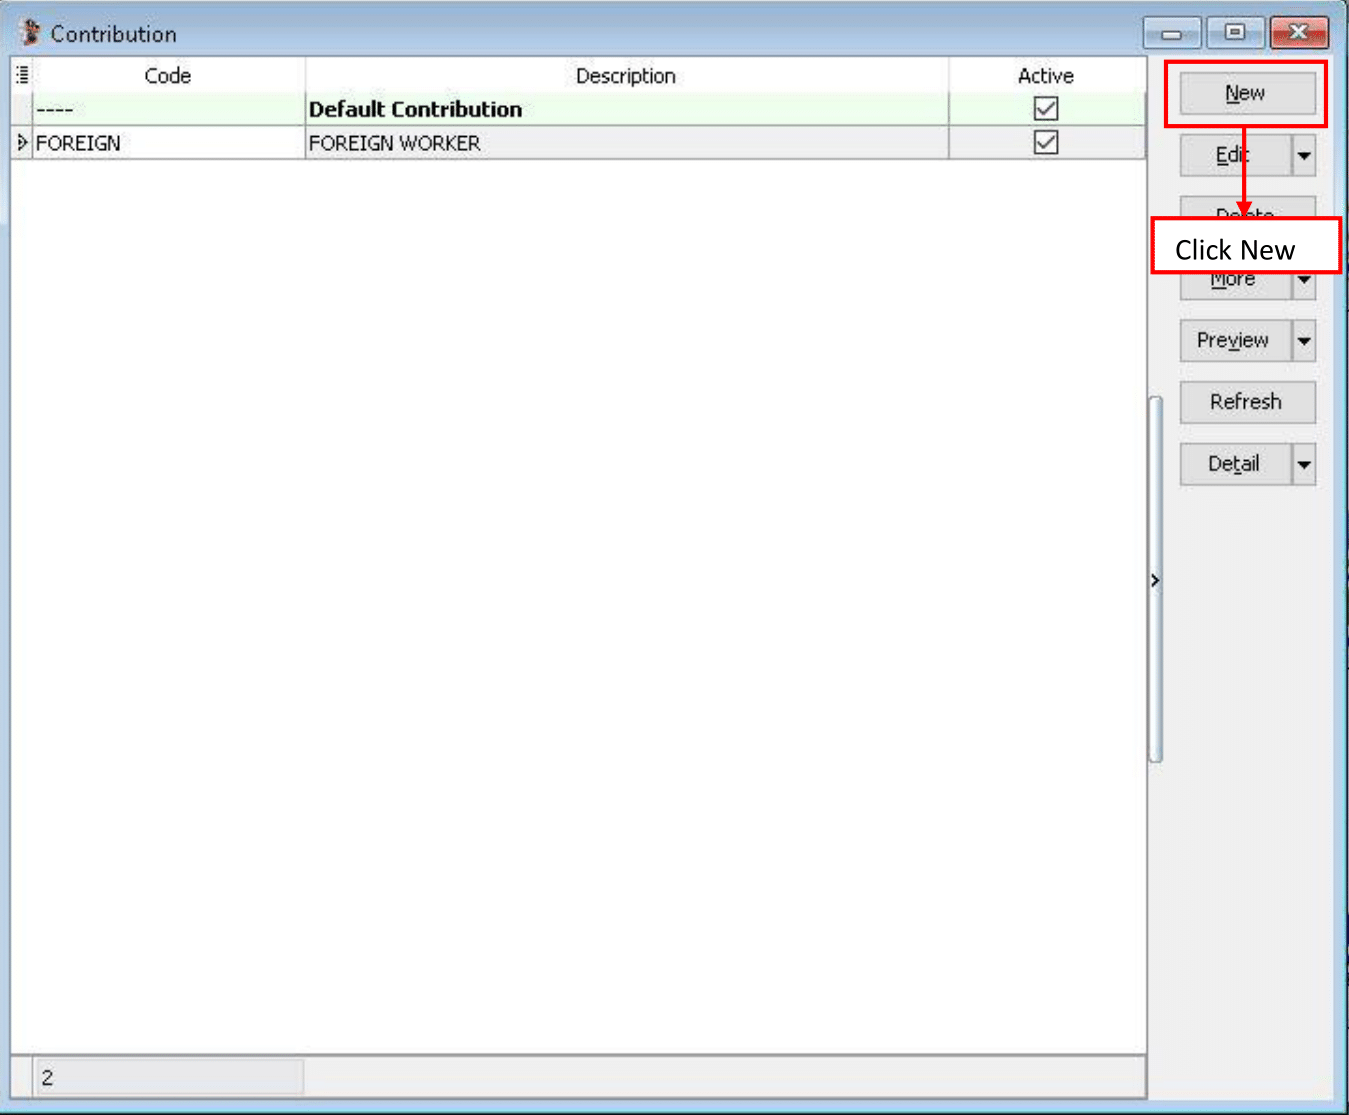 Contribution
Code Description Active
---- Default Contribution
FOREIGN FOREIGN WORKER
New
Edit
Delete
Click New
More
Preview
Refresh
Detail
2